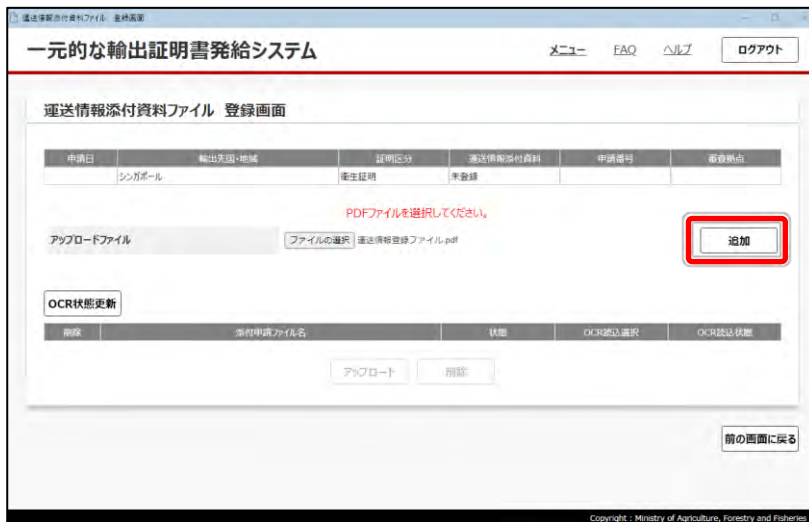 運送情報添付資料ファイル 登録画面
一元的な輸出証明書発給システム
メニュー FAQ ヘルプ ログアウト
運送情報添付資料ファイル 登録画面
申請日 輸出先国・地域 証明区分 運送情報添付資料 申請番号 審査拠点
シンガポール 衛生証明 未登録
PDFファイルを選択してください。
アップロードファイル ファイルの選択 運送情報登録ファイル.pdf 追加
OCR状態更新
削除 添付申請ファイル名 状態 OCR読込選択 OCR読込状態
アップロード 削除
前の画面に戻る
Copyright : Ministry of Agriculture, Forestry and Fisheries